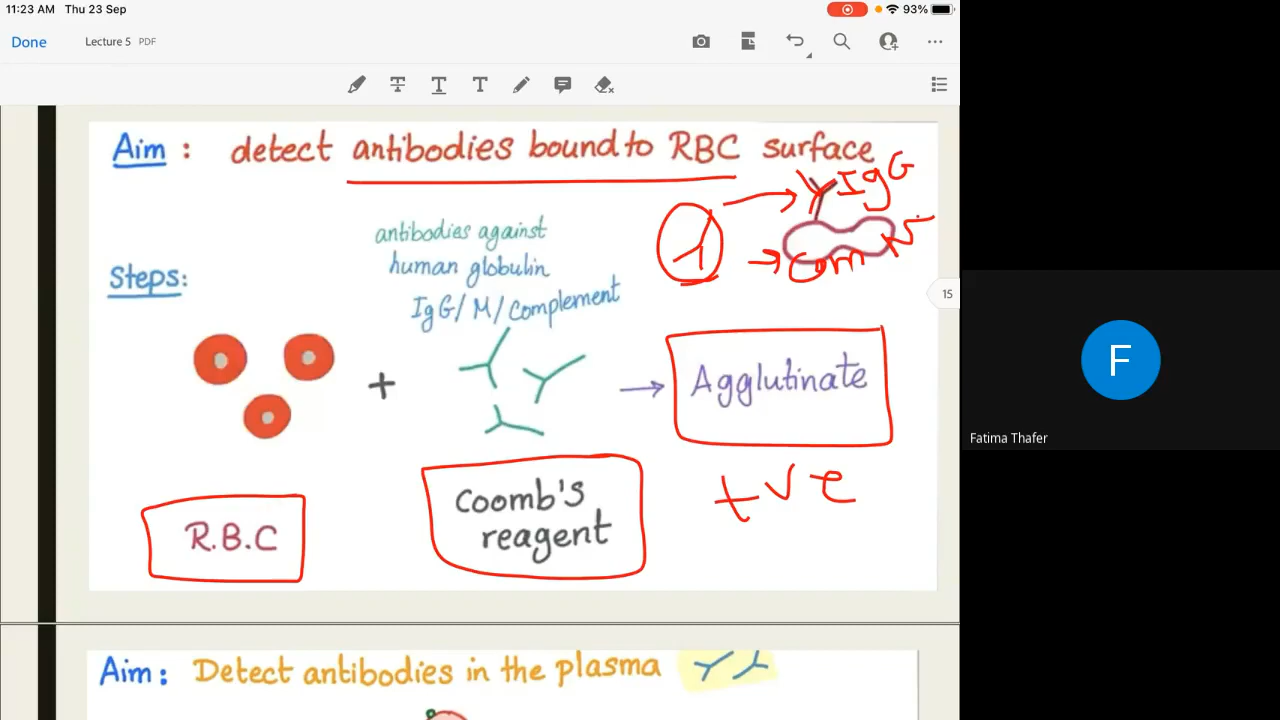 11:23 AM Thu 23 Sep
93%
Done
Lecture 5 PDF
Aim : detect antibodies bound to RBC surface
IgG
Com
antibodies against
human globulin
IgG/ M/ complement
Steps:
15
+
→ Agglutinate
+ve
Coomb's
reagent
R.B.C
F
Fatima Thafer
Aim: Detect antibodies in the plasma